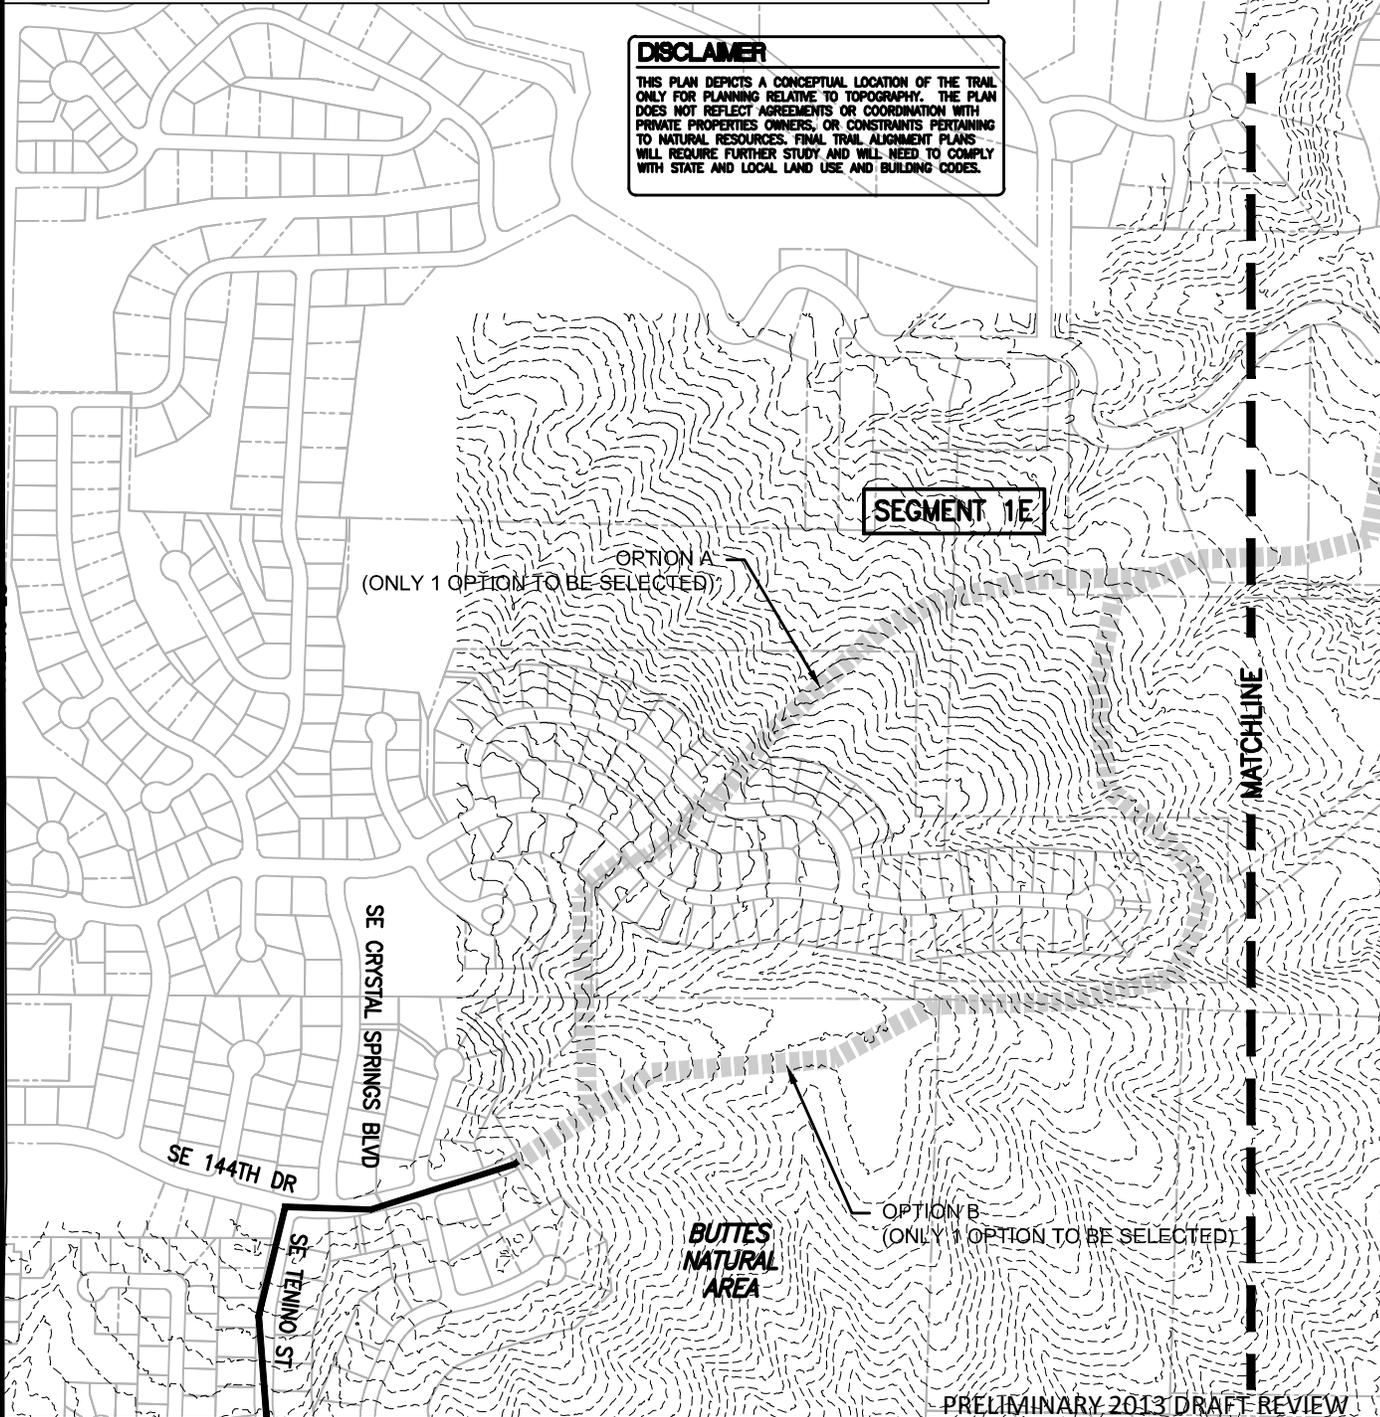 DISCLAIMER
THIS PLAN DEPICTS A CONCEPTUAL LOCATION OF THE TRAIL
ONLY FOR PLANNING RELATIVE TO TOPOGRAPHY. THE PLAN
DOES NOT REFLECT AGREEMENTS OR COORDINATION WITH
PRIVATE PROPERTIES OWNERS, OR CONSTRAINTS PERTAINING
TO NATURAL RESOURCES. FINAL TRAIL ALIGNMENT PLANS
WILL REQUIRE FURTHER STUDY AND WILL NEED TO COMPLY
WITH STATE AND LOCAL LAND USE AND BUILDING CODES.
SEGMENT 1E
OPTION A
(ONLY 1 OPTION TO BE SELECTED)
MATCHLINE
SE CRYSTAL SPRINGS BLVD
SE 144TH DR
SE TENINO ST
BUTTES
NATURAL
AREA
OPTION B
(ONLY 1 OPTION TO BE SELECTED)
PRELIMINARY 2013 DRAFT REVIEW